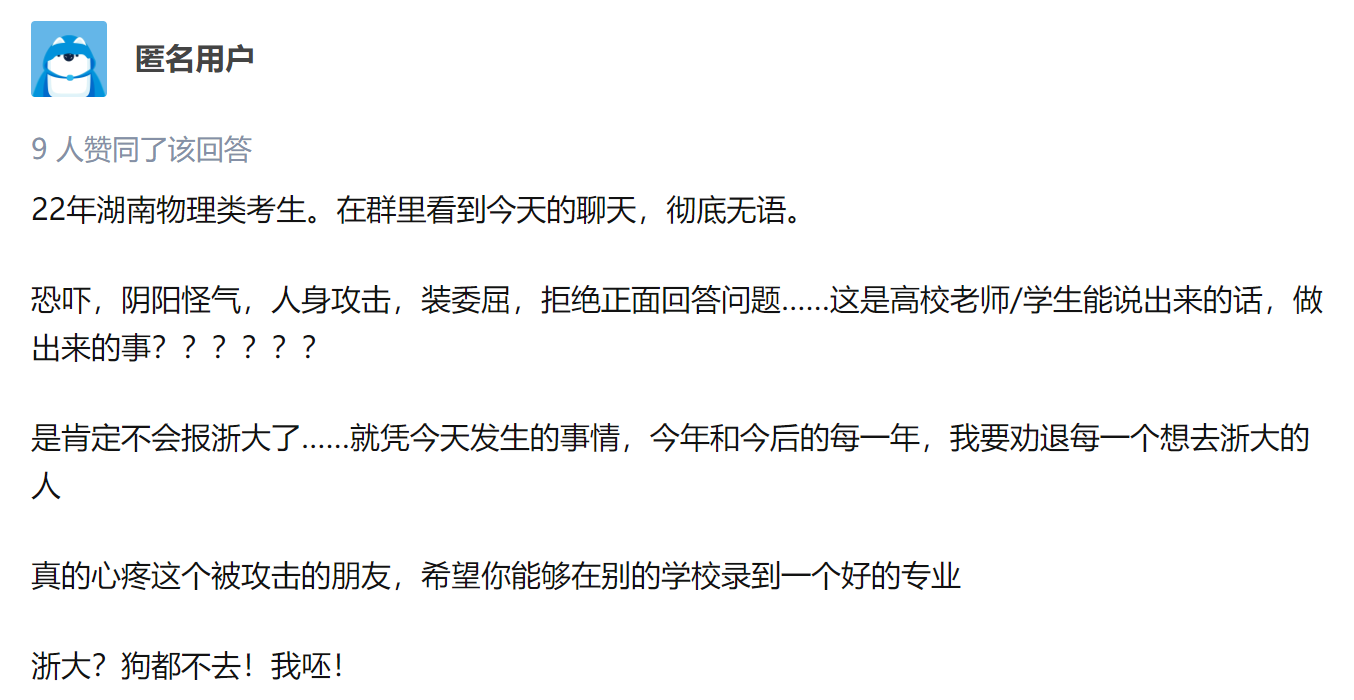 匿名用户
9 人赞同了该回答
22年湖南物理类考生。在群里看到今天的聊天，彻底无语。
恐吓，阴阳怪气，人身攻击，装委屈，拒绝正面回答问题……这是高校老师/学生能说出来的话，做
出来的事？？？？？？
是肯定不会报浙大了……就凭今天发生的事情，今年和今后的每一年，我要劝退每一个想去浙大的
人
真的心疼这个被攻击的朋友，希望你能够在别的学校录到一个好的专业
浙大？狗都不去！我呸！